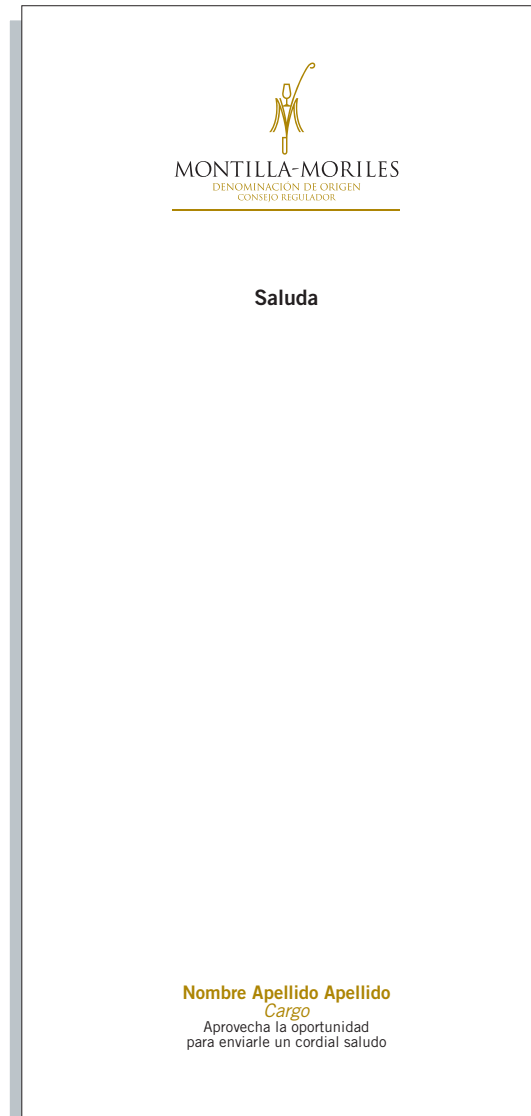 MONTILLA-MORILES
DENOMINACIÓN DE ORIGEN
CONSEJO REGULADOR
Saluda
Nombre Apellido Apellido
Cargo
Aprovecha la oportunidad
para enviarle un cordial saludo